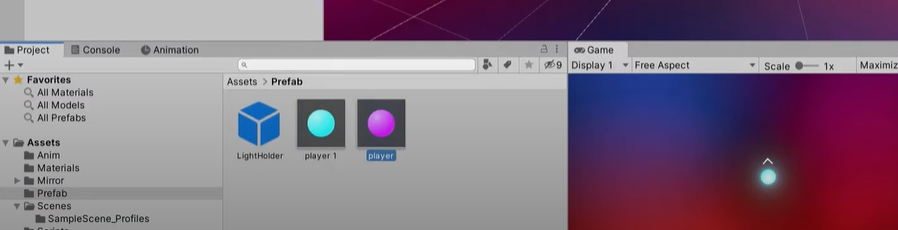 Project Console Animation
Game
9
Display 1 Free Aspect Scale 1x Maximiz
Favorites
All Materials
All Models
All Prefabs
Assets > Prefab
Assets
Anim
Materials
Mirror
Prefab
Scenes
SampleScene_Profiles
LightHolder player 1 player